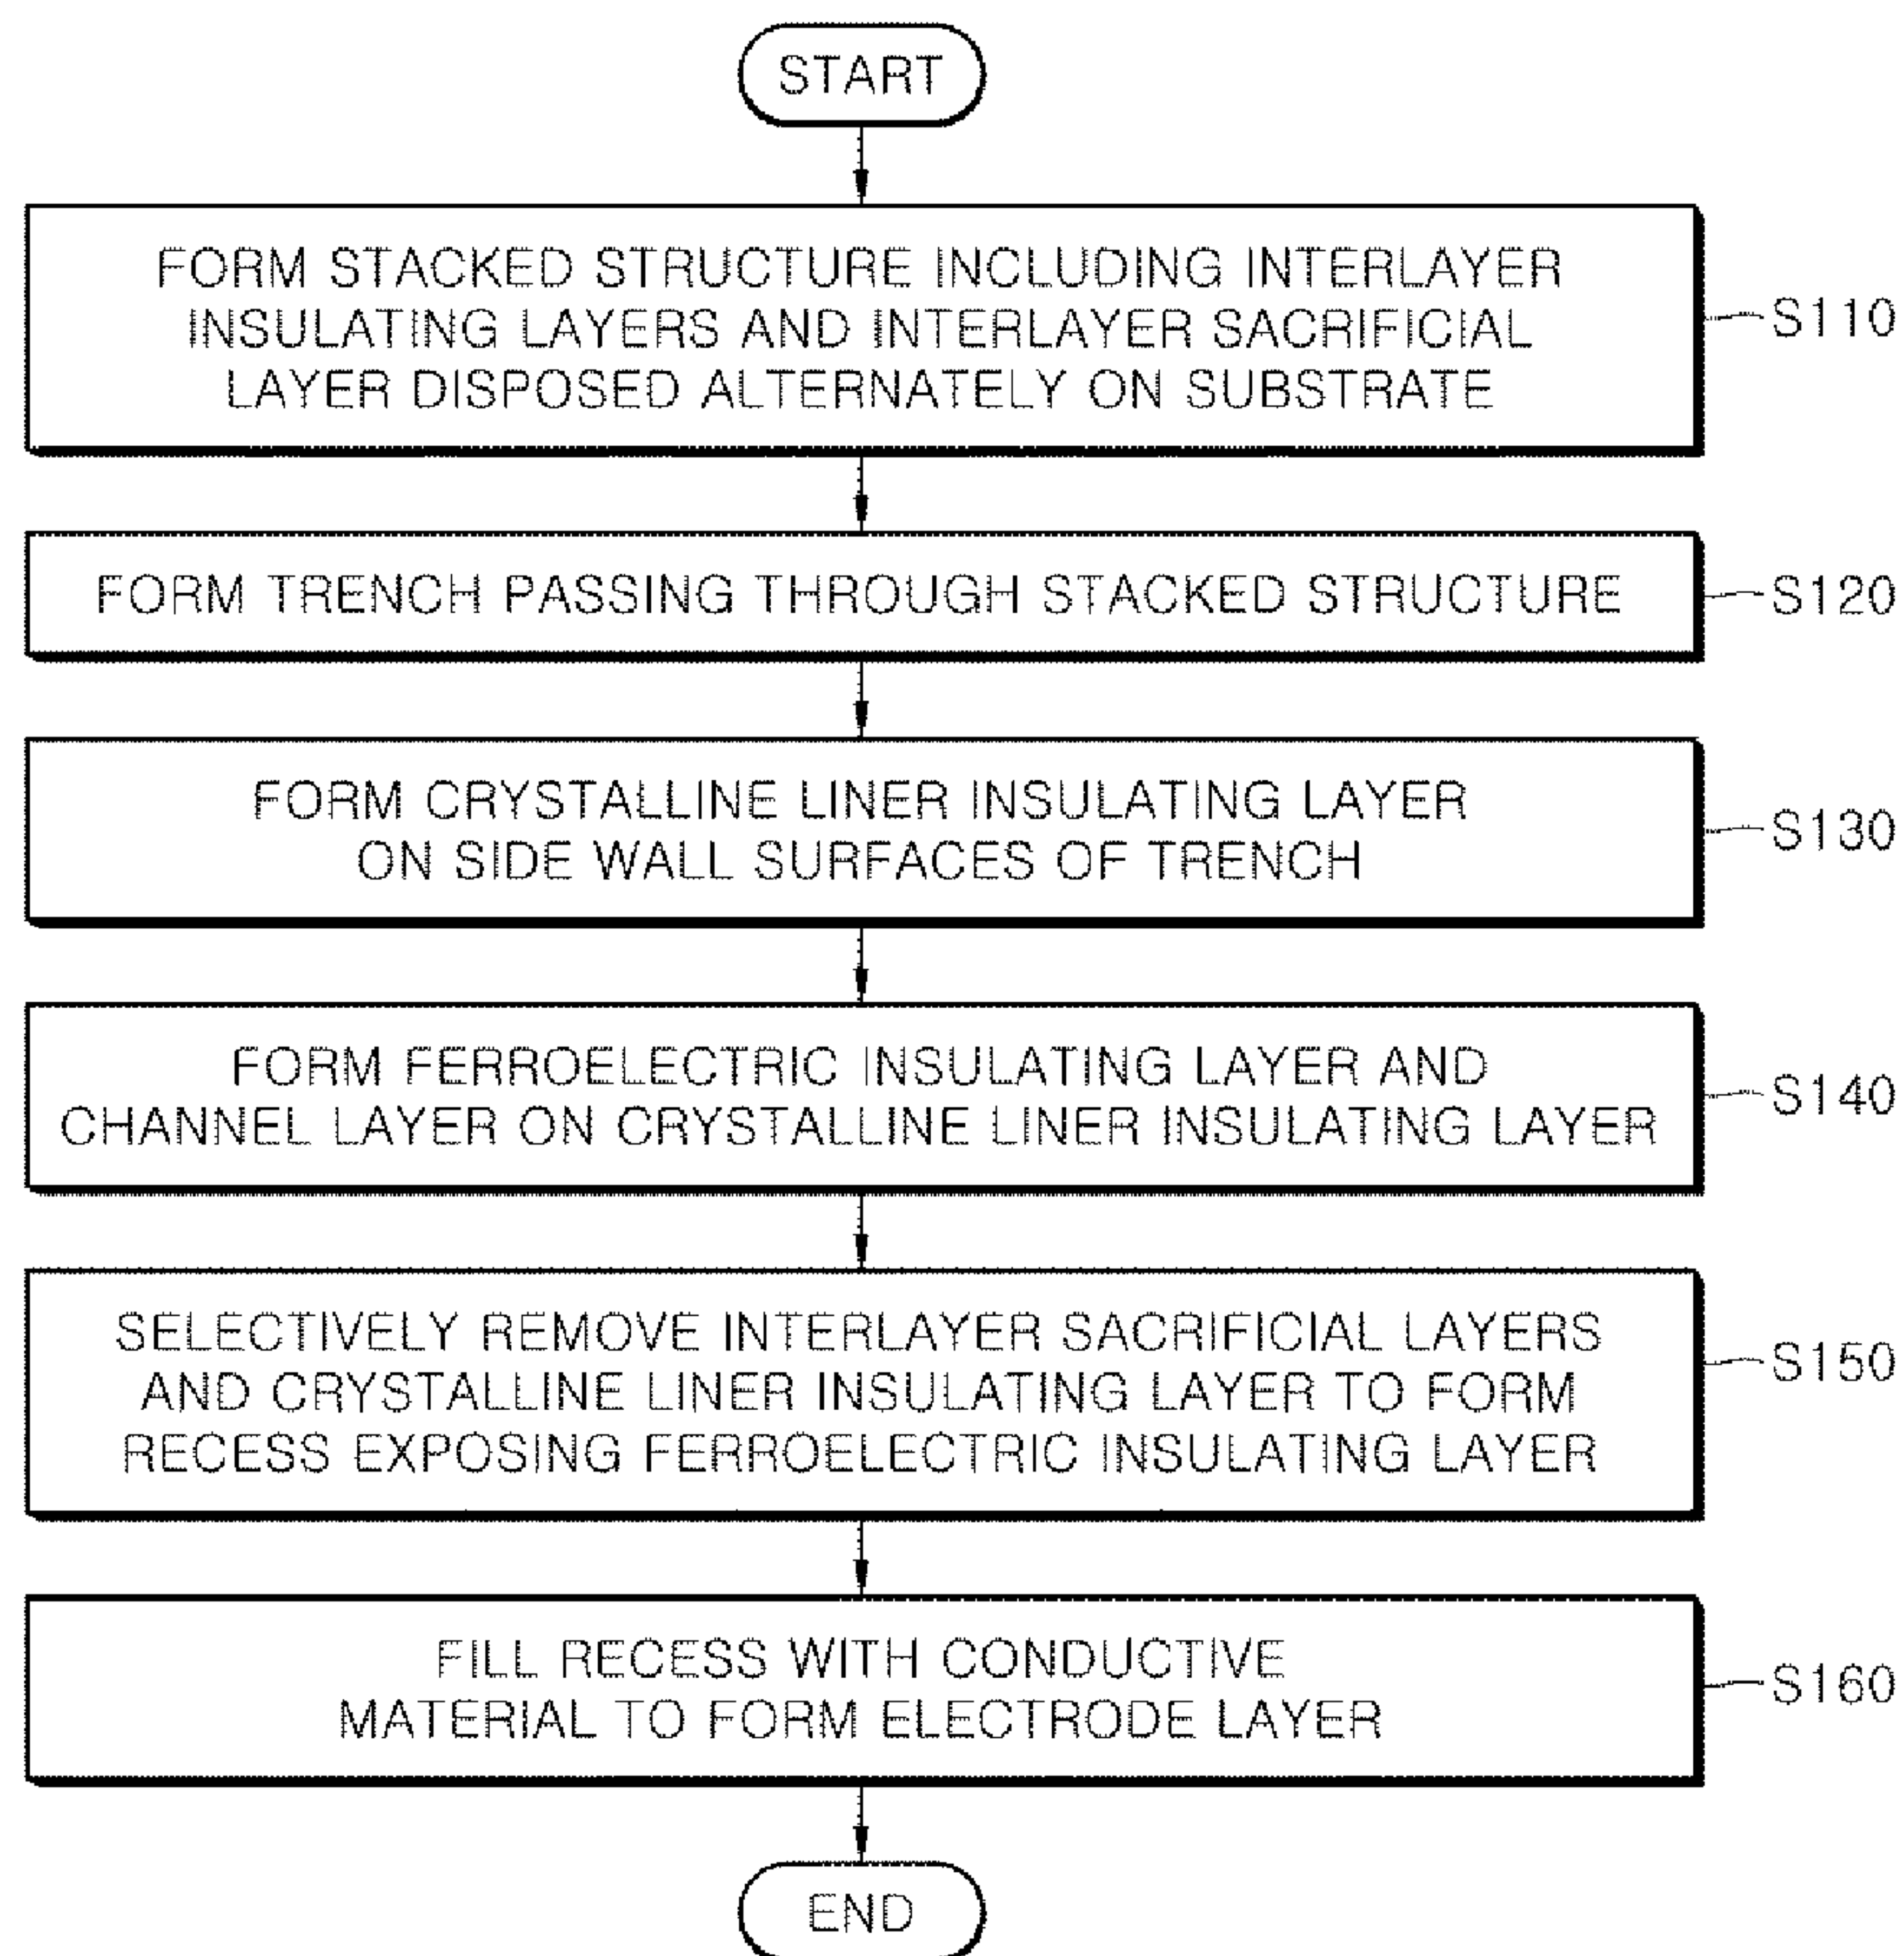 START
FORM STACKED STRUCTURE INCLUDING INTERLAYER
INSULATING LAYERS AND INTERLAYER SACRIFICIAL
LAYER DISPOSED ALTERNATELY ON SUBSTRATE
S110
FORM TRENCH PASSING THROUGH STACKED STRUCTURE
S120
FORM CRYSTALLINE LINER INSULATING LAYER
ON SIDE WALL SURFACES OF TRENCH
S130
FORM FERROELECTRIC INSULATING LAYER AND
CHANNEL LAYER ON CRYSTALLINE LINER INSULATING LAYER
S140
SELECTIVELY REMOVE INTERLAYER SACRIFICIAL LAYERS
AND CRYSTALLINE LINER INSULATING LAYER TO FORM
RECESS EXPOSING FERROELECTRIC INSULATING LAYER
S150
FILL RECESS WITH CONDUCTIVE
MATERIAL TO FORM ELECTRODE LAYER
S160
END